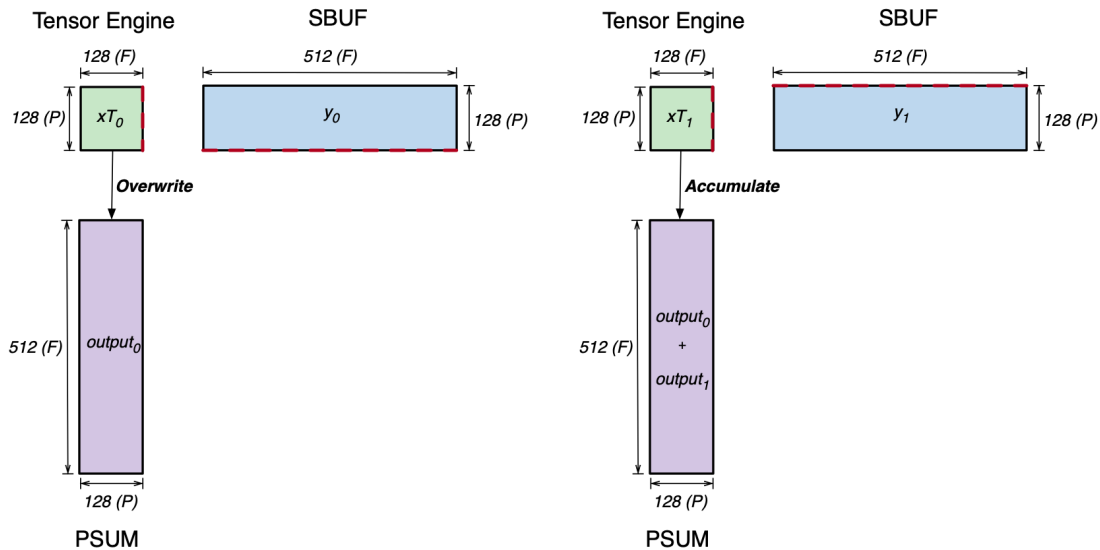 Tensor Engine
SBUF
128 (F)
512 (F)
128 (P)
xT₀
y₀
128 (P)
Overwrite
512 (F)
output₀
128 (P)
PSUM
Tensor Engine
SBUF
128 (F)
512 (F)
128 (P)
xT₁
y₁
128 (P)
Accumulate
512 (F)
output₀
+
output₁
128 (P)
PSUM